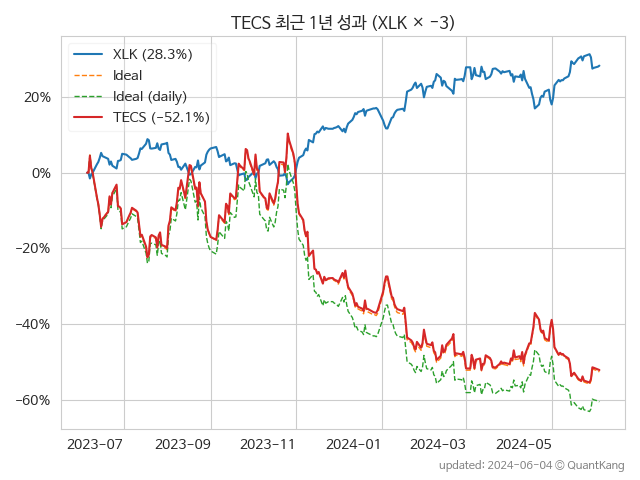 TECS 최근 1년 성과 (XLK × −3)
XLK (28.3%)
Ideal
Ideal (daily)
TECS (−52.1%)
20%
0%
−20%
−40%
−60%
2023-07
2023-09
2023-11
2024-01
2024-03
2024-05
updated: 2024-06-04 © QuantKang